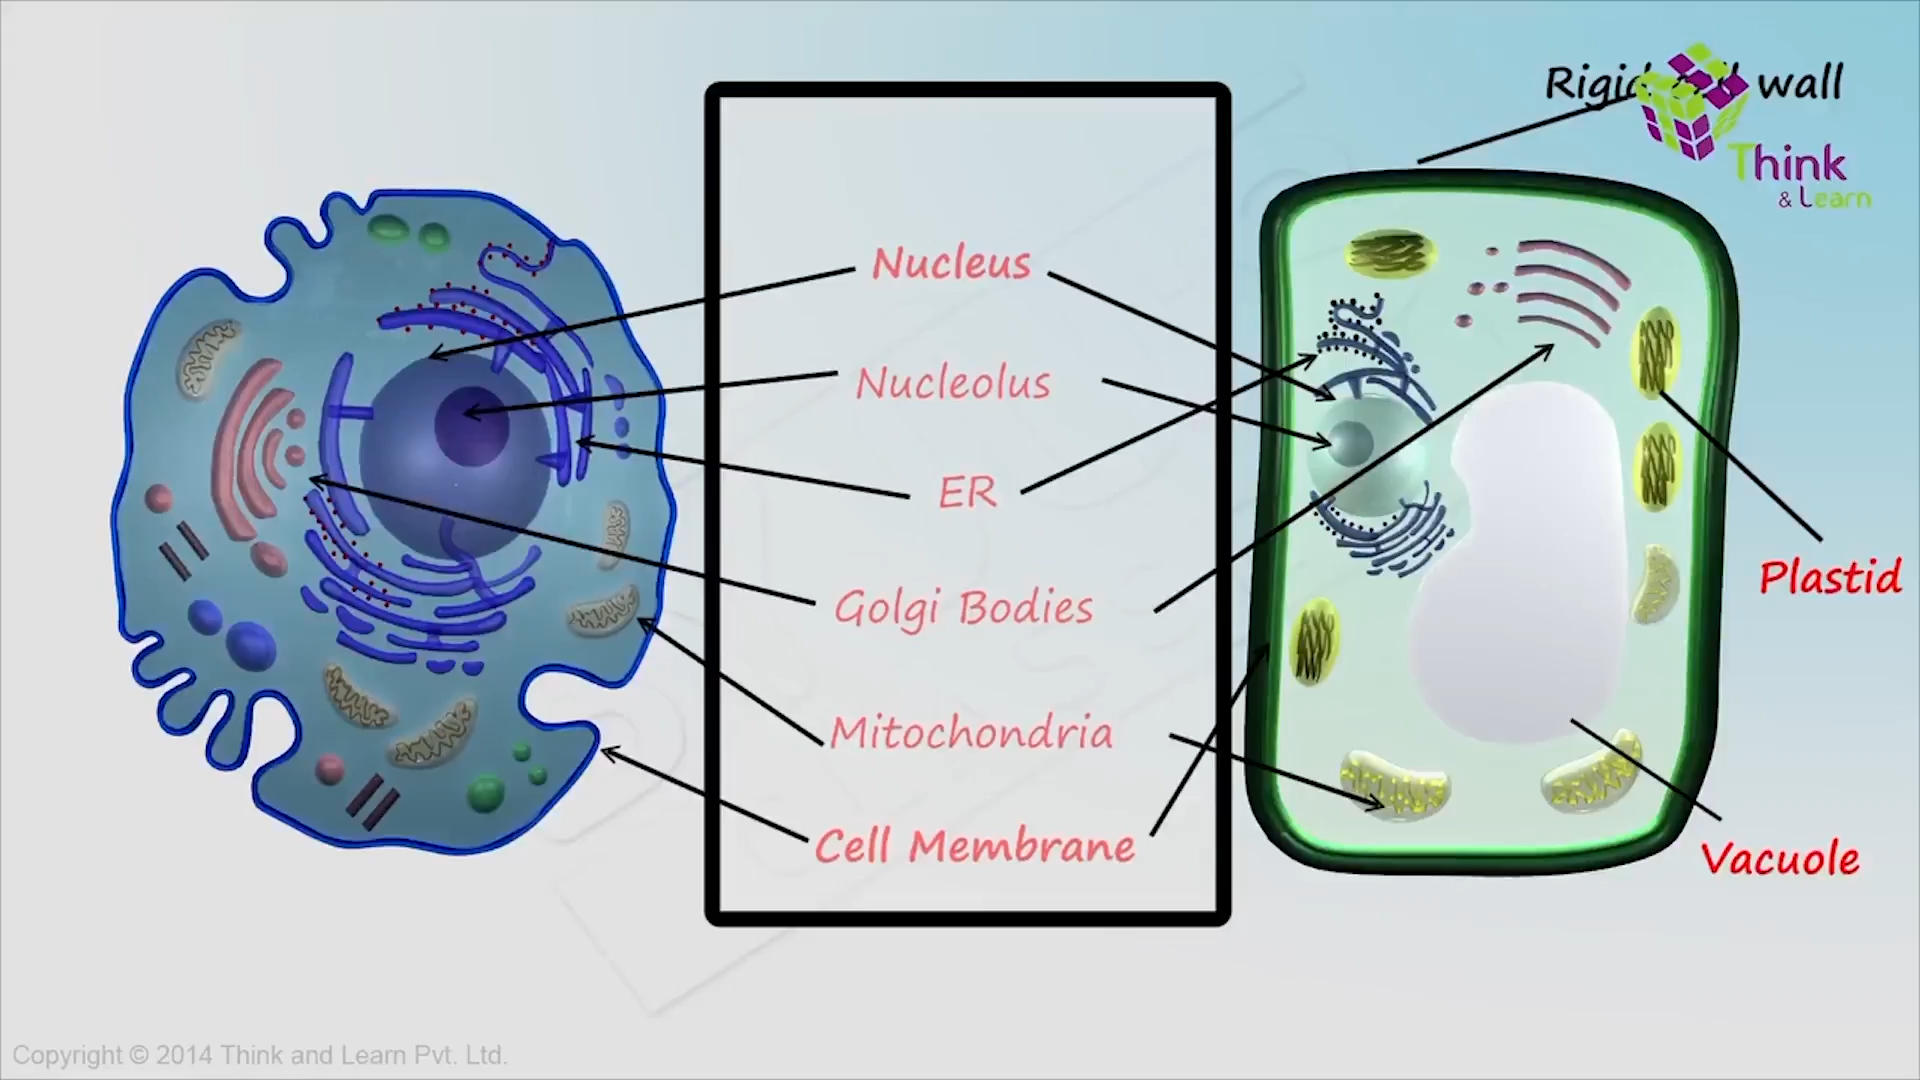 Rigid wall
Think
& Learn
Nucleus
Nucleolus
ER
Golgi Bodies
Plastid
Mitochondria
Cell Membrane
Vacuole
Copyright © 2014 Think and Learn Pvt. Ltd.